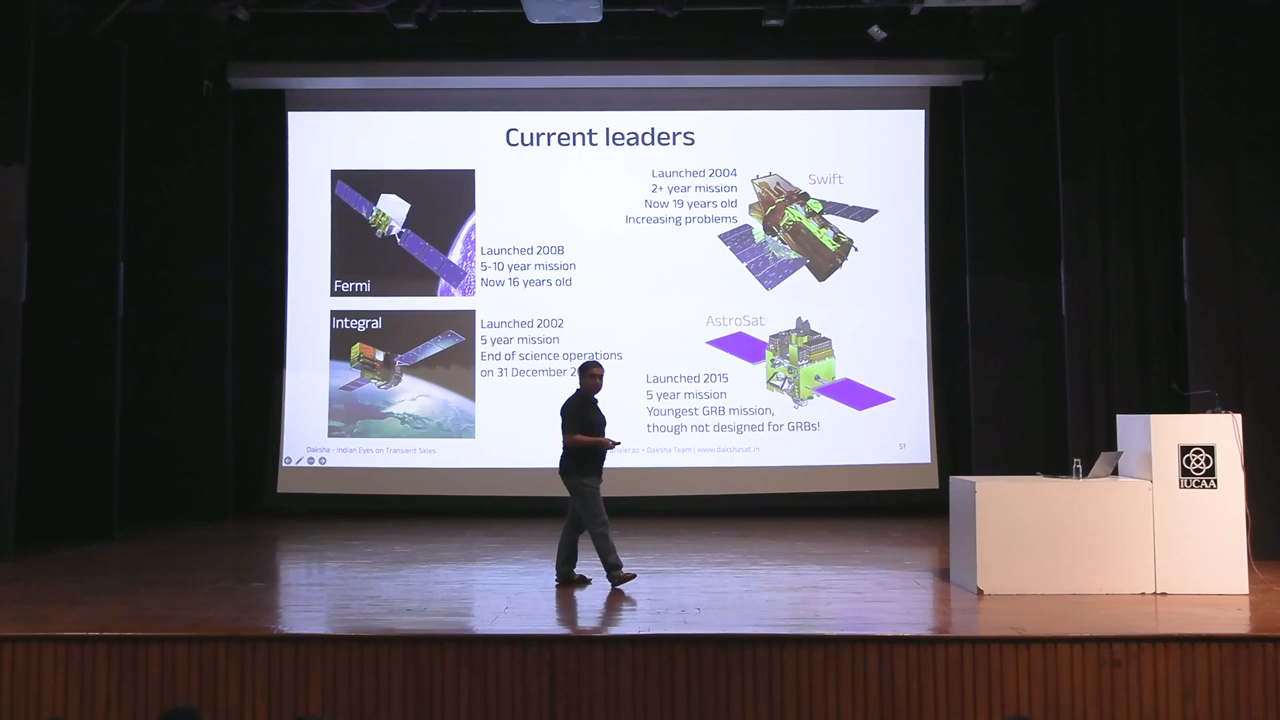 Current leaders
Fermi
Launched 2008
5-10 year mission
Now 16 years old
Launched 2004
2+ year mission
Now 19 years old
Increasing problems
Swift
Integral
Launched 2002
5 year mission
End of science operations
on 31 December
AstroSat
Launched 2015
5 year mission
Youngest GRB mission,
though not designed for GRBs!
Daksha - Indian Eyes on Transient Skies
+ Daksha Team | www.dakshasat.in
51
IUCAA